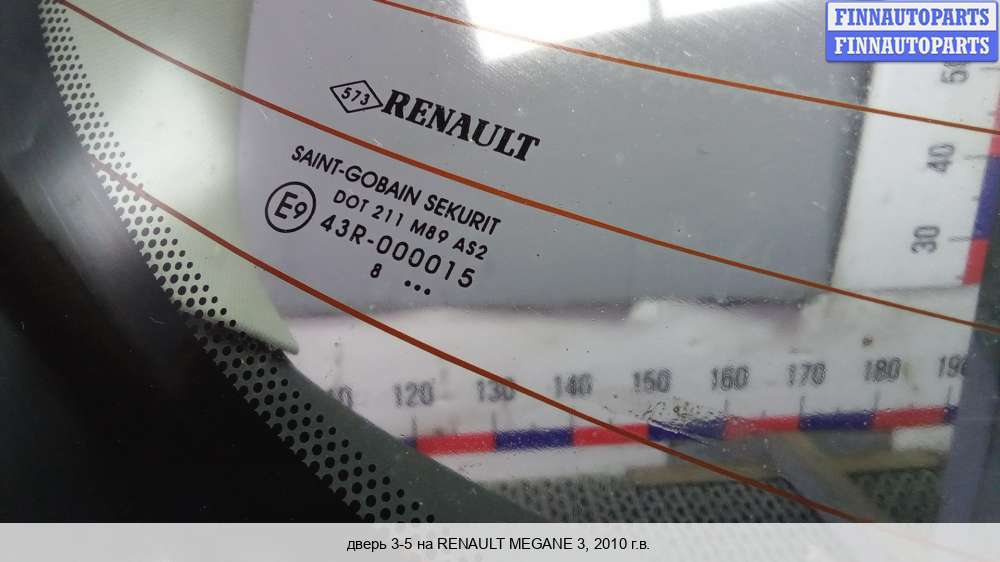 FINNAUTOPARTS
FINNAUTOPARTS
573 RENAULT
SAINT-GOBAIN SEKURIT
E9 DOT 211 M89 AS2
43R-000015
8 •••
50
40
30
120 130 140 150 160 170 180 190
дверь 3-5 на RENAULT MEGANE 3, 2010 г.в.